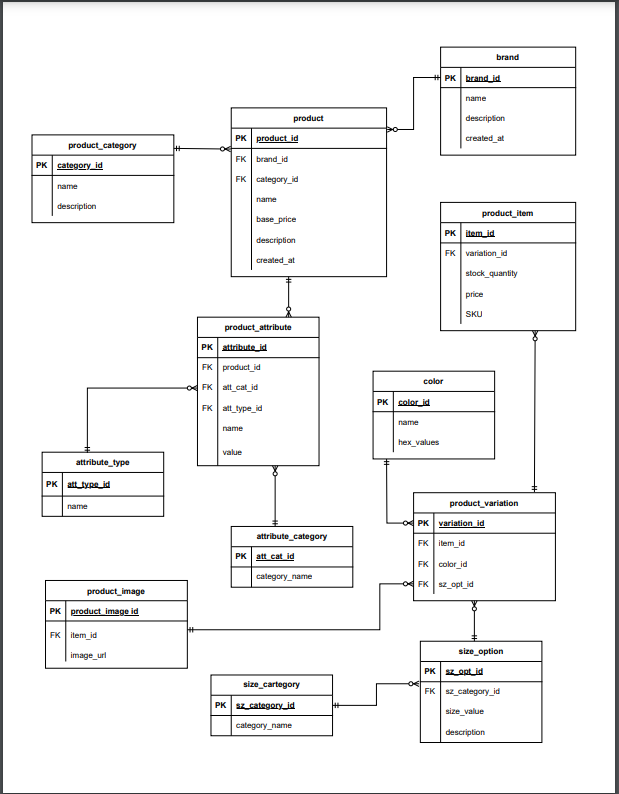 brand
PK brand_id
name
description
created_at
product
PK product_id
FK brand_id
FK category_id
name
base_price
description
created_at
product_category
PK category_id
name
description
product_item
PK item_id
FK variation_id
stock_quantity
price
SKU
product_attribute
PK attribute_id
FK product_id
FK att_cat_id
FK att_type_id
name
value
color
PK color_id
name
hex_values
attribute_type
PK att_type_id
name
product_variation
PK variation_id
FK item_id
FK color_id
FK sz_opt_id
attribute_category
PK att_cat_id
category_name
product_image
PK product_image id
FK item_id
image_url
size_option
PK sz_opt_id
FK sz_category_id
size_value
description
size_cartegory
PK sz_category_id
category_name